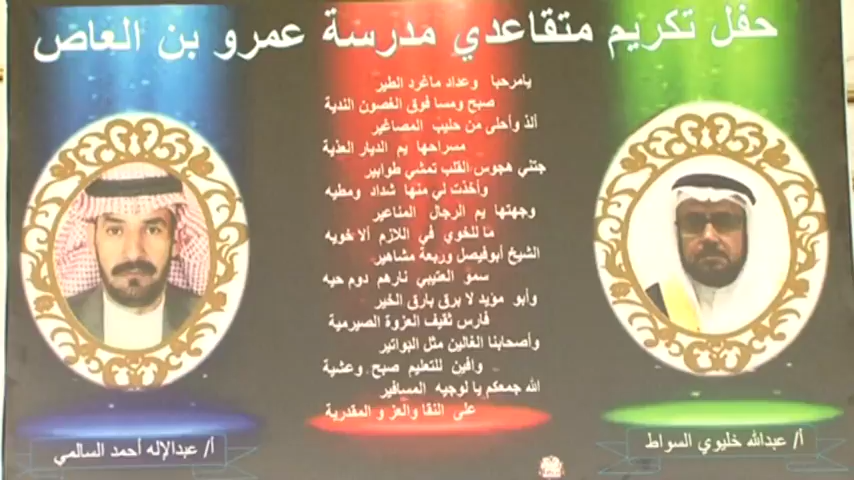 حفل تكريم متقاعدي مدرسة عمرو بن العاص
يامرحبا وعداد ماغرد الطير
صبح ومسا فوق الغصون الندية
ألذ وأحلى من حليب المصاغير
مسراحها يم الديار العذية
جتني هجوس القلب تمشي طوابير
وأخذت لي منها شداد ومطيه
وجهتها يم الرجال المناعير
ما للخوي في اللازم ألا خويه
الشيخ أبوفيصل وربعة مشاهير
سمو العتيبي نارهم دوم حيه
وأبو مؤيد لا برق بارق الخير
فارس ثقيف العزوة الصيرمية
وأصحابنا الغالين مثل البواتير
وافين للتعليم صبح وعشية
الله جمعكم يا لوجيه المسافير
على النقا والعز و المقدرية
أ/ عبدالله خليوي السواط
أ/ عبدالإله أحمد السالمي